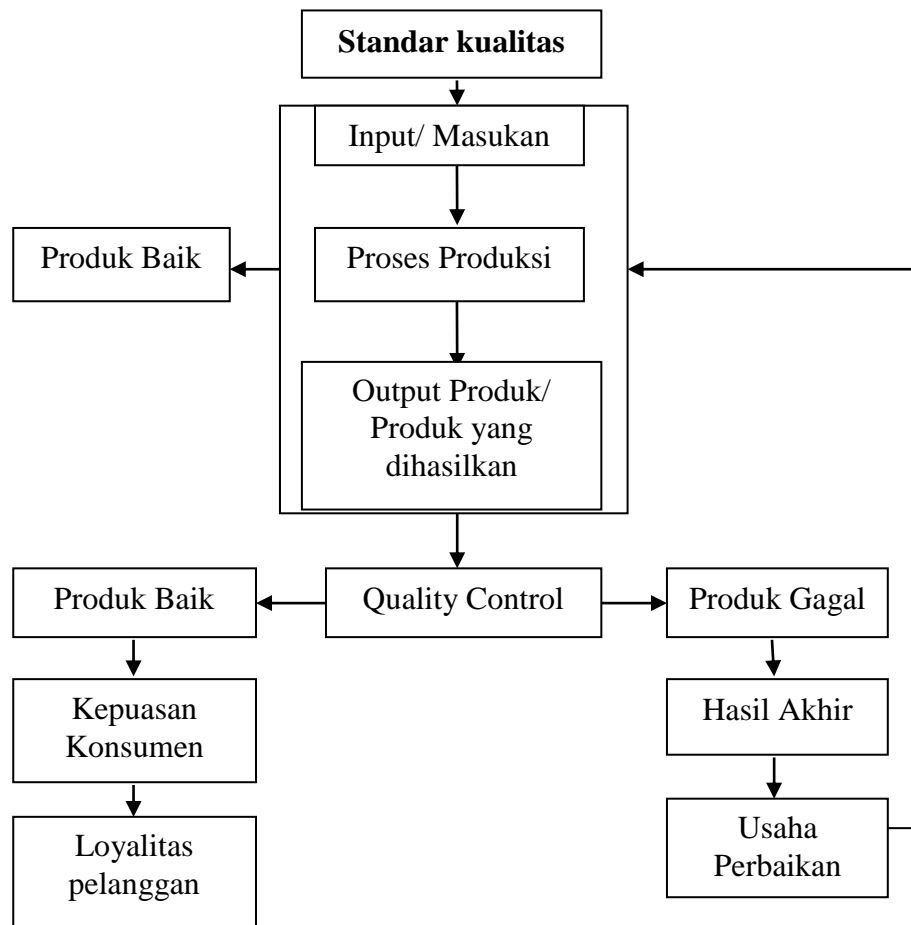 Standar kualitas
Input/ Masukan
Produk Baik
Proses Produksi
Output Produk/
Produk yang
dihasilkan
Produk Baik
Quality Control
Produk Gagal
Kepuasan
Konsumen
Hasil Akhir
Loyalitas
pelanggan
Usaha
Perbaikan